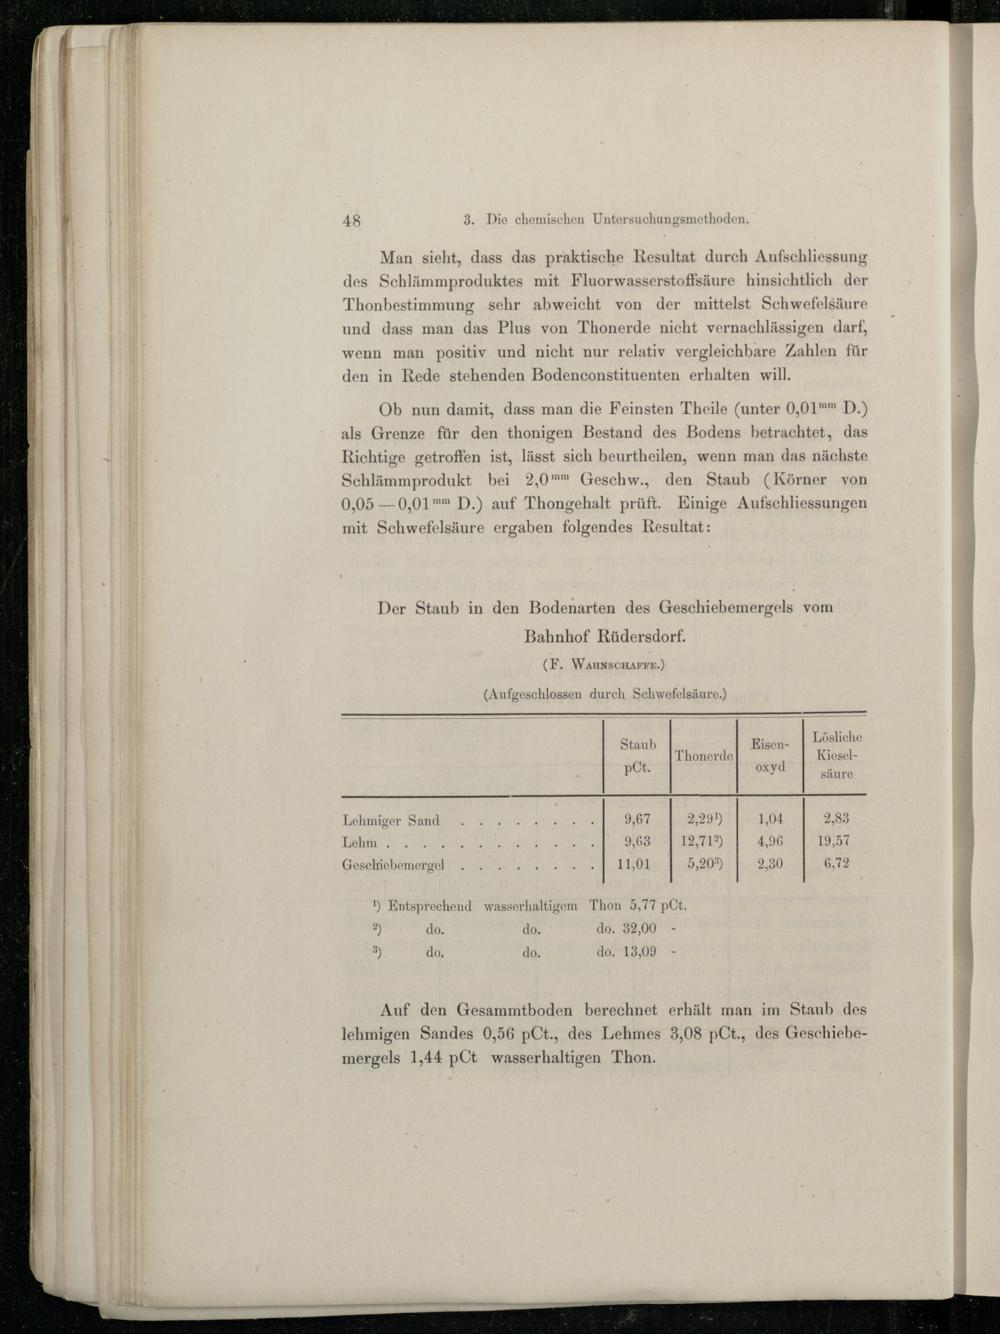 48 3. Die chemischen Untersuchungsmethoden.
Man sieht, dass das praktische Resultat durch Aufschliessung
des Schlämmproduktes mit Fluorwasserstoffsäure hinsichtlich der
Thonbestimmung sehr abweicht von der mittelst Schwefelsäure
und dass man das Plus von Thonerde nicht vernachlässigen darf,
wenn man positiv und nicht nur relativ vergleichbare Zahlen für
den in Rede stehenden Bodenconstituenten erhalten will.
Ob nun damit, dass man die Feinsten Theile (unter 0,01ᵐᵐ D.)
als Grenze für den thonigen Bestand des Bodens betrachtet, das
Richtige getroffen ist, lässt sich beurtheilen, wenn man das nächste
Schlämmprodukt bei 2,0ᵐᵐ Geschw., den Staub (Körner von
0,05—0,01ᵐᵐ D.) auf Thongehalt prüft. Einige Aufschliessungen
mit Schwefelsäure ergaben folgendes Resultat:
Der Staub in den Bodenarten des Geschiebemergels vom
Bahnhof Rüdersdorf.
(F. WAHNSCHAFFE.)
(Aufgeschlossen durch Schwefelsäure.)
Staub pCt. Thonerde Eisen-oxyd Lösliche Kiesel-säure
Lehmiger Sand . . . . . . . . 9,67 2,29¹) 1,04 2,83
Lehm . . . . . . . . . . . . 9,63 12,71²) 4,96 19,57
Geschiebemergel . . . . . . . . 11,01 5,20³) 2,30 6,72
¹) Entsprechend wasserhaltigem Thon 5,77 pCt.
²) do. do. do. 32,00 -
³) do. do. do. 13,09 -
Auf den Gesammtboden berechnet erhält man im Staub des
lehmigen Sandes 0,56 pCt., des Lehmes 3,08 pCt., des Geschiebe-
mergels 1,44 pCt wasserhaltigen Thon.